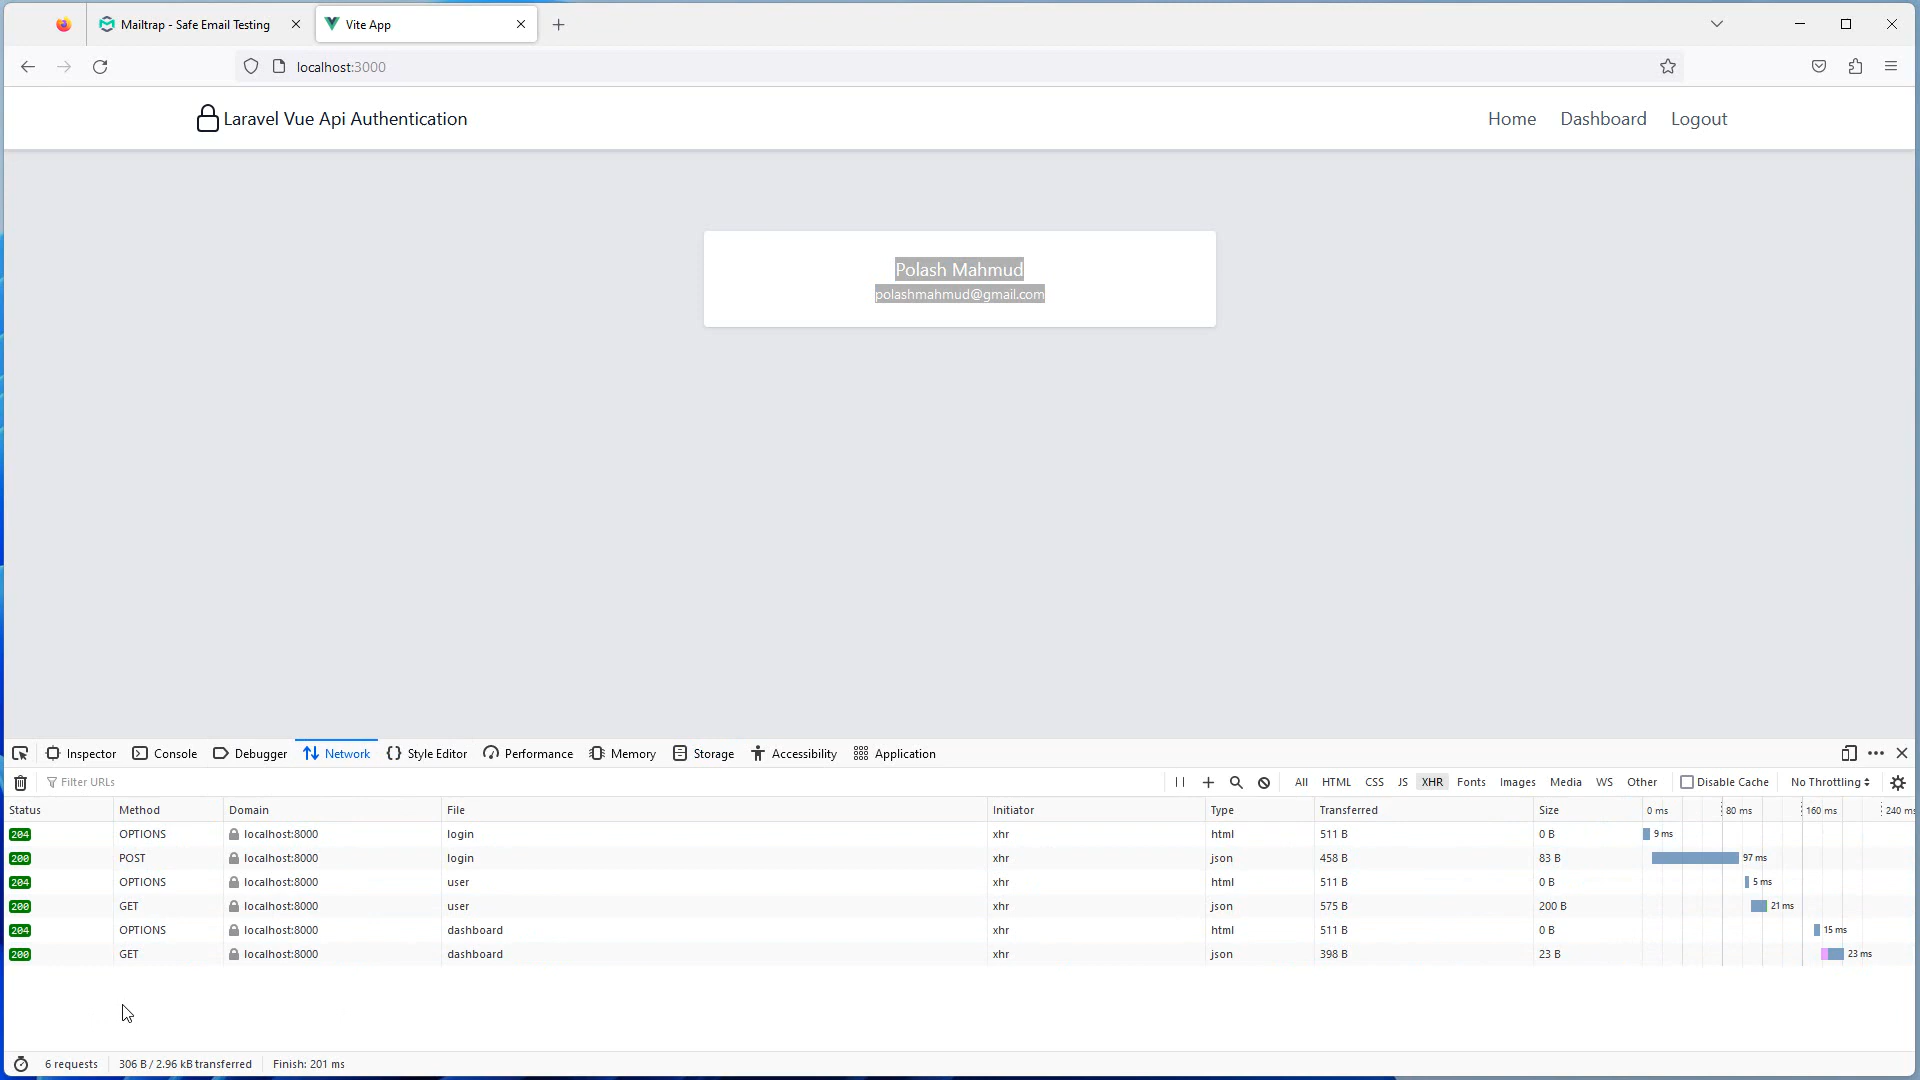 Mailtrap - Safe Email Testing
Vite App
localhost:3000
Laravel Vue Api Authentication
Home Dashboard Logout
Polash Mahmud
polashmahmud@gmail.com
Inspector Console Debugger Network Style Editor Performance Memory Storage Accessibility Application
Filter URLs
All HTML CSS JS XHR Fonts Images Media WS Other Disable Cache No Throttling
Status Method Domain File Initiator Type Transferred Size 0 ms 80 ms 160 ms 240 ms
204 OPTIONS localhost:8000 login xhr html 511 B 0 B 9 ms
200 POST localhost:8000 login xhr json 458 B 83 B 97 ms
204 OPTIONS localhost:8000 user xhr html 511 B 0 B 5 ms
200 GET localhost:8000 user xhr json 575 B 200 B 21 ms
204 OPTIONS localhost:8000 dashboard xhr html 511 B 0 B 15 ms
200 GET localhost:8000 dashboard xhr json 398 B 23 B 23 ms
6 requests 306 B / 2.96 kB transferred Finish: 201 ms